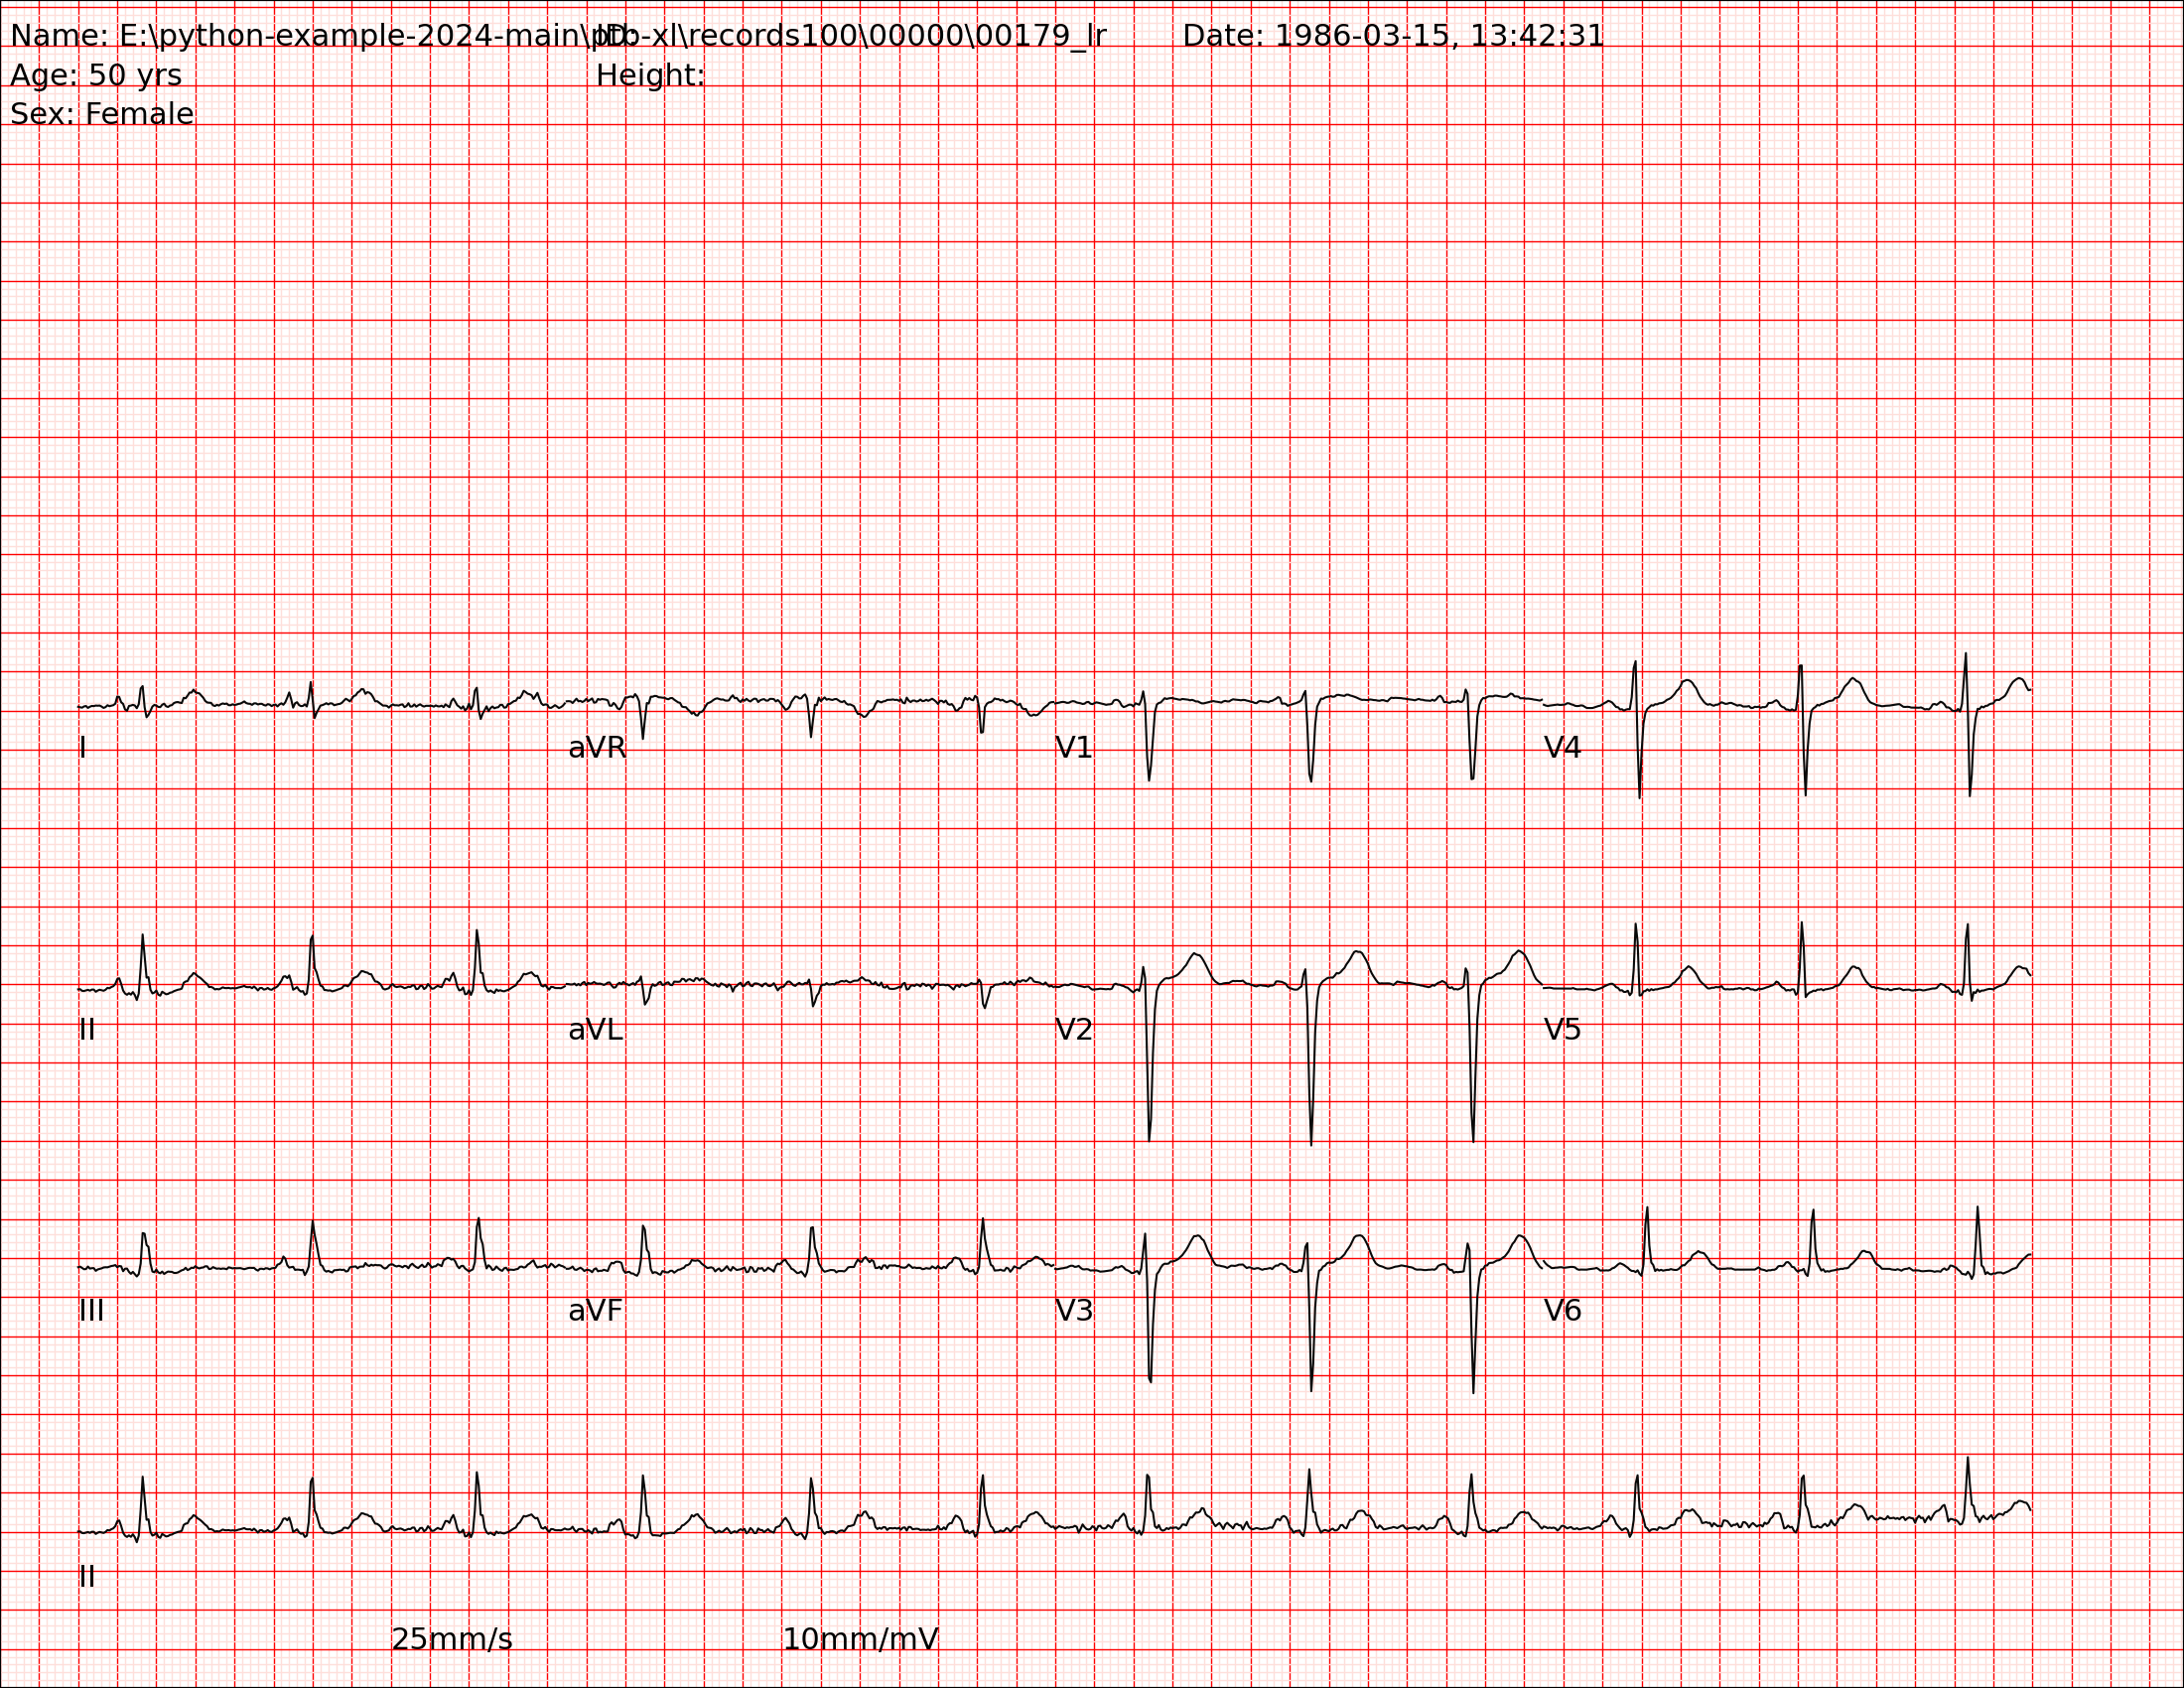 Name: E:\python-example-2024-main\ptb-xl\records100\00000\00179_lr ID: Date: 1986-03-15, 13:42:31
Age: 50 yrs Height:
Sex: Female
I aVR V1 V4
II aVL V2 V5
III aVF V3 V6
II
25mm/s 10mm/mV